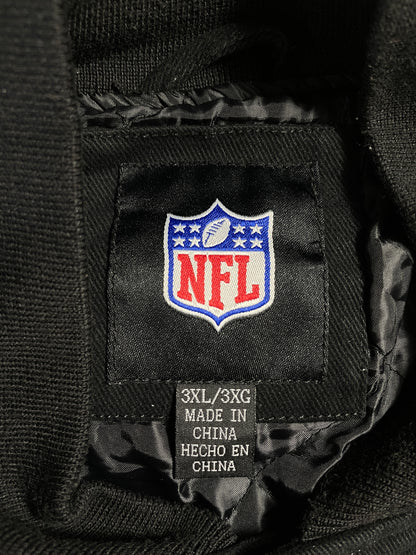 NFL
3XL/3XG
MADE IN
CHINA
HECHO EN
CHINA